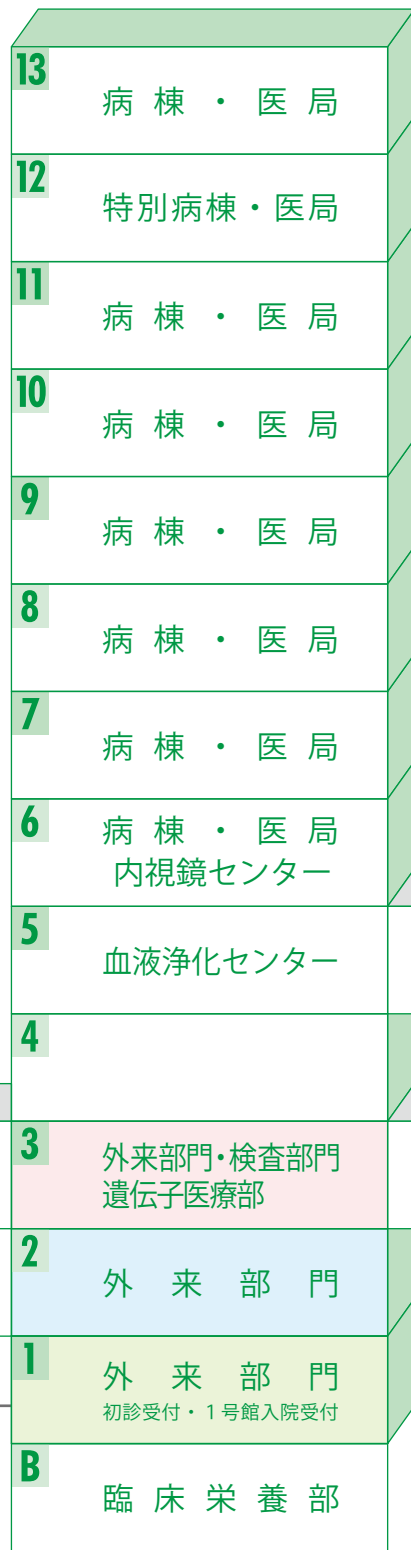 13
病棟・医局
12
特別病棟・医局
11
病棟・医局
10
病棟・医局
9
病棟・医局
8
病棟・医局
7
病棟・医局
6
病棟・医局
内視鏡センター
5
血液浄化センター
4
3
外来部門・検査部門
遺伝子医療部
2
外来部門
1
外来部門
初診受付・1号館入院受付
B
臨床栄養部